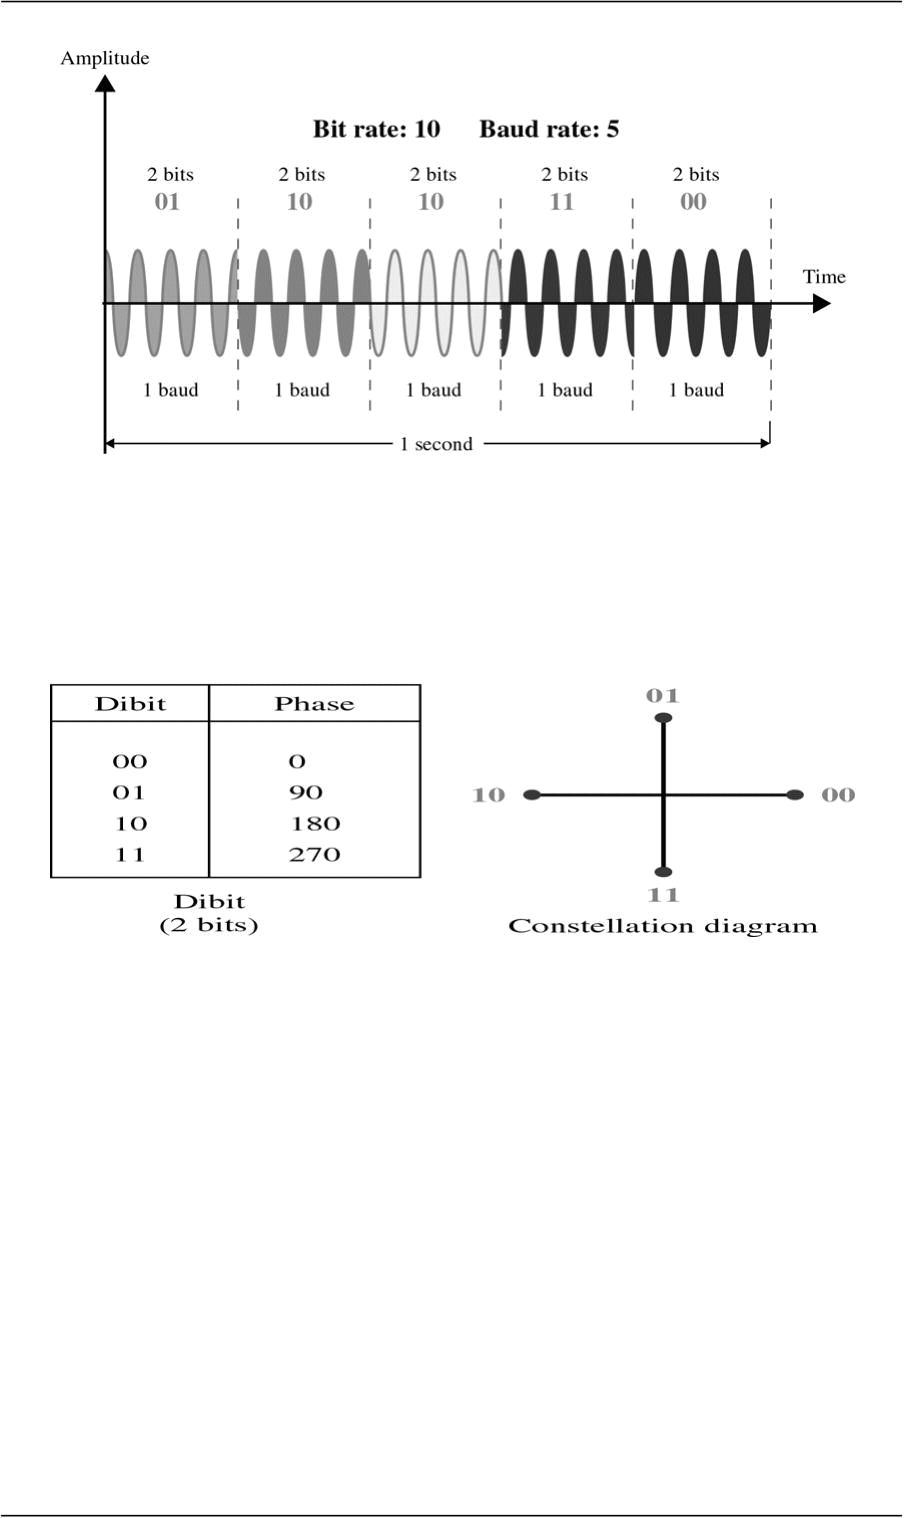 Amplitude
Bit rate: 10 Baud rate: 5
2 bits 2 bits 2 bits 2 bits 2 bits
01 10 10 11 00
Time
1 baud 1 baud 1 baud 1 baud 1 baud
1 second
Dibit Phase
00 0
01 90
10 180
11 270
Dibit
(2 bits)
01
10 00
11
Constellation diagram